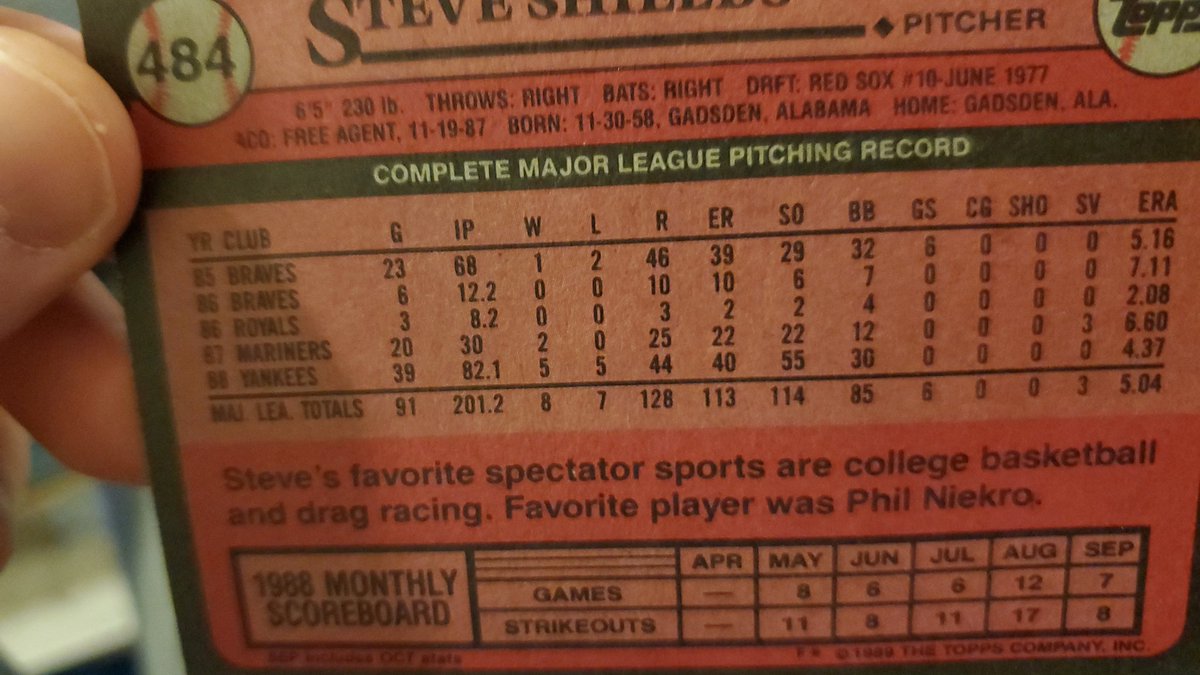 484
STEVE SHIELDS
◆ PITCHER
Topps
6'5" 230 lb. THROWS: RIGHT BATS: RIGHT DRFT: RED SOX #10-JUNE 1977
ACQ: FREE AGENT, 11-19-87 BORN: 11-30-58, GADSDEN, ALABAMA HOME: GADSDEN, ALA.
COMPLETE MAJOR LEAGUE PITCHING RECORD
YR CLUB G IP W L R ER SO BB GS CG SHO SV ERA
85 BRAVES 23 68 1 2 46 39 29 32 6 0 0 0 5.16
86 BRAVES 6 12.2 0 0 10 10 6 7 0 0 0 0 7.11
86 ROYALS 3 8.2 0 0 3 2 2 4 0 0 0 0 2.08
87 MARINERS 20 30 2 0 25 22 22 12 0 0 0 3 6.60
88 YANKEES 39 82.1 5 5 44 40 55 30 0 0 0 0 4.37
MAJ. LEA. TOTALS 91 201.2 8 7 128 113 114 85 6 0 0 3 5.04
Steve's favorite spectator sports are college basketball
and drag racing. Favorite player was Phil Niekro.
1988 MONTHLY
SCOREBOARD
APR MAY JUN JUL AUG SEP
GAMES — 8 6 6 12 7
STRIKEOUTS — 11 8 11 17 8
SEP includes OCT stats
F* © 1989 THE TOPPS COMPANY, INC.